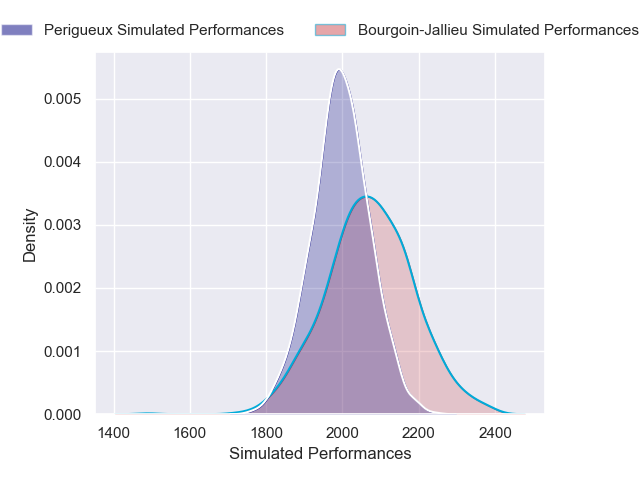 Perigueux Simulated Performances Bourgoin-Jallieu Simulated Performances
0.005
0.004
0.003
0.002
0.001
0.000
Density
1400 1600 1800 2000 2200 2400
Simulated Performances